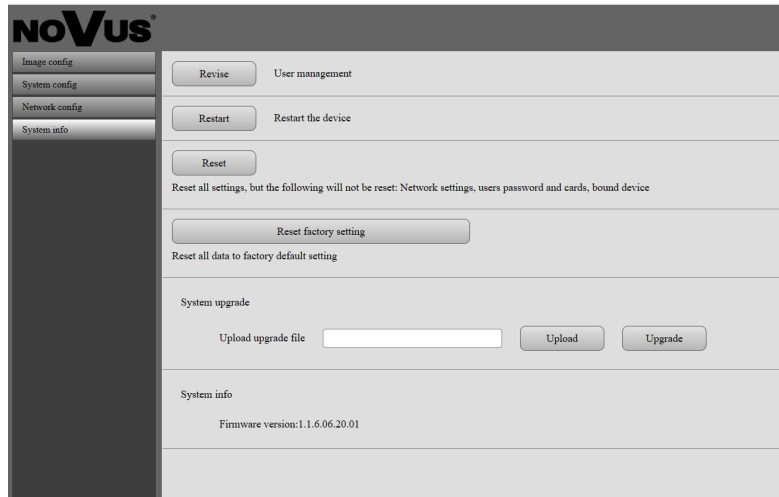 NOVUS®
Image config
System config
Network config
System info
Revise User management
Restart Restart the device
Reset
Reset all settings, but the following will not be reset: Network settings, users password and cards, bound device
Reset factory setting
Reset all data to factory default setting
System upgrade
Upload upgrade file Upload Upgrade
System info
Firmware version:1.1.6.06.20.01